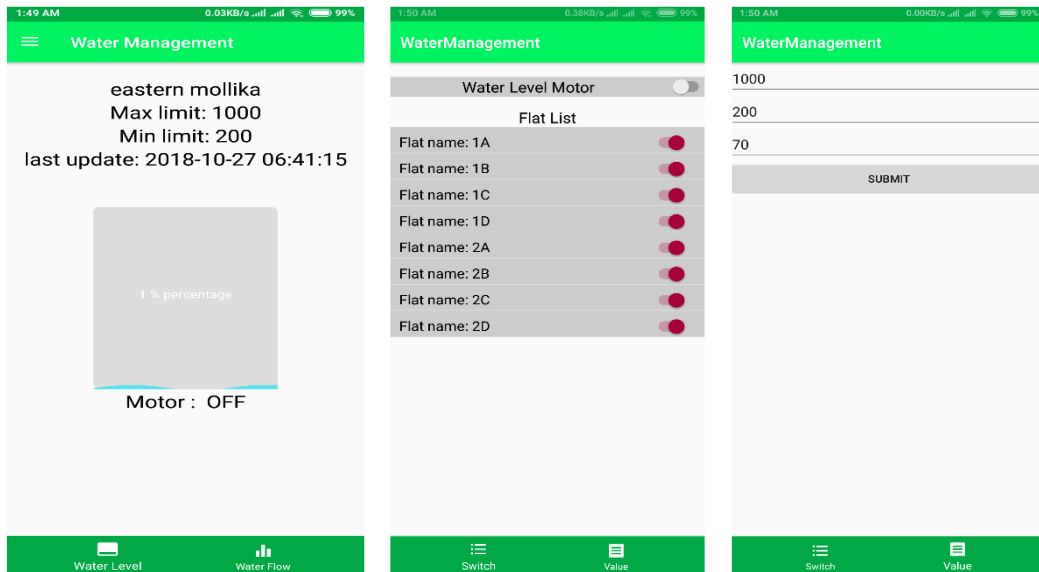 1:49 AM 0.03KB/s 99%
Water Management
eastern mollika
Max limit: 1000
Min limit: 200
last update: 2018-10-27 06:41:15
1 % percentage
Motor : OFF
Water Level Water Flow
1:50 AM 0.38KB/s 99%
WaterManagement
Water Level Motor
Flat List
Flat name: 1A
Flat name: 1B
Flat name: 1C
Flat name: 1D
Flat name: 2A
Flat name: 2B
Flat name: 2C
Flat name: 2D
Switch Value
1:50 AM 0.00KB/s 99%
WaterManagement
1000
200
70
SUBMIT
Switch Value